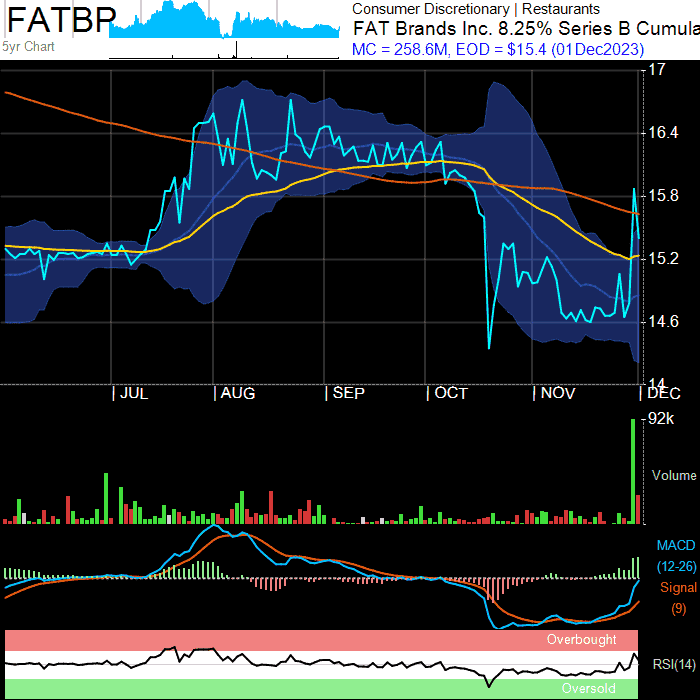 FATBP
5yr Chart
Consumer Discretionary | Restaurants
FAT Brands Inc. 8.25% Series B Cumula
MC = 258.6M, EOD = $15.4 (01Dec2023)
17
16.4
15.8
15.2
14.6
14
JUL AUG SEP OCT NOV DEC
92k
Volume
MACD
(12-26)
Signal
(9)
Overbought
RSI(14)
Oversold